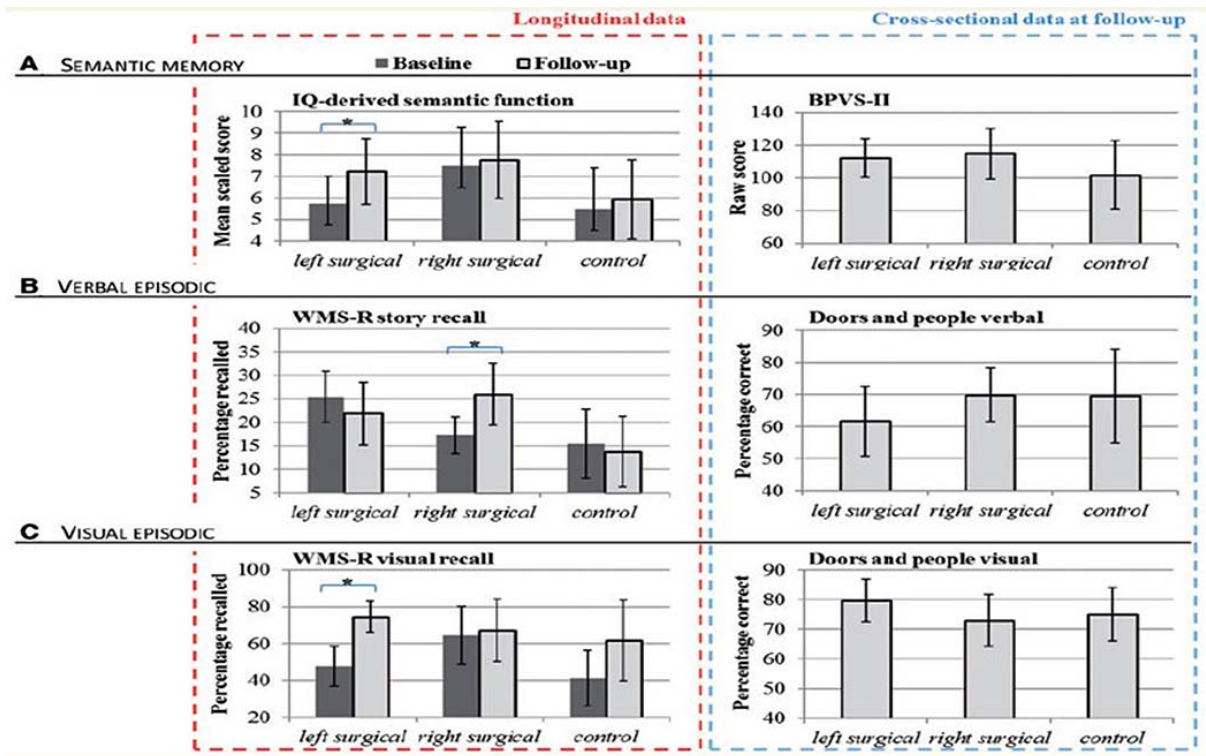 Longitudinal data
Cross-sectional data at follow-up
A SEMANTIC MEMORY
Baseline Follow-up
IQ-derived semantic function
Mean scaled score
10
9
8
7
6
5
4
*
left surgical right surgical control
BPVS-II
Raw score
140
120
100
80
60
left surgical right surgical control
B VERBAL EPISODIC
WMS-R story recall
Percentage recalled
40
35
30
25
20
15
10
5
*
left surgical right surgical control
Doors and people verbal
Percentage correct
90
80
70
60
50
40
left surgical right surgical control
C VISUAL EPISODIC
WMS-R visual recall
Percentage recalled
100
80
60
40
20
*
left surgical right surgical control
Doors and people visual
Percentage correct
90
80
70
60
50
40
left surgical right surgical control